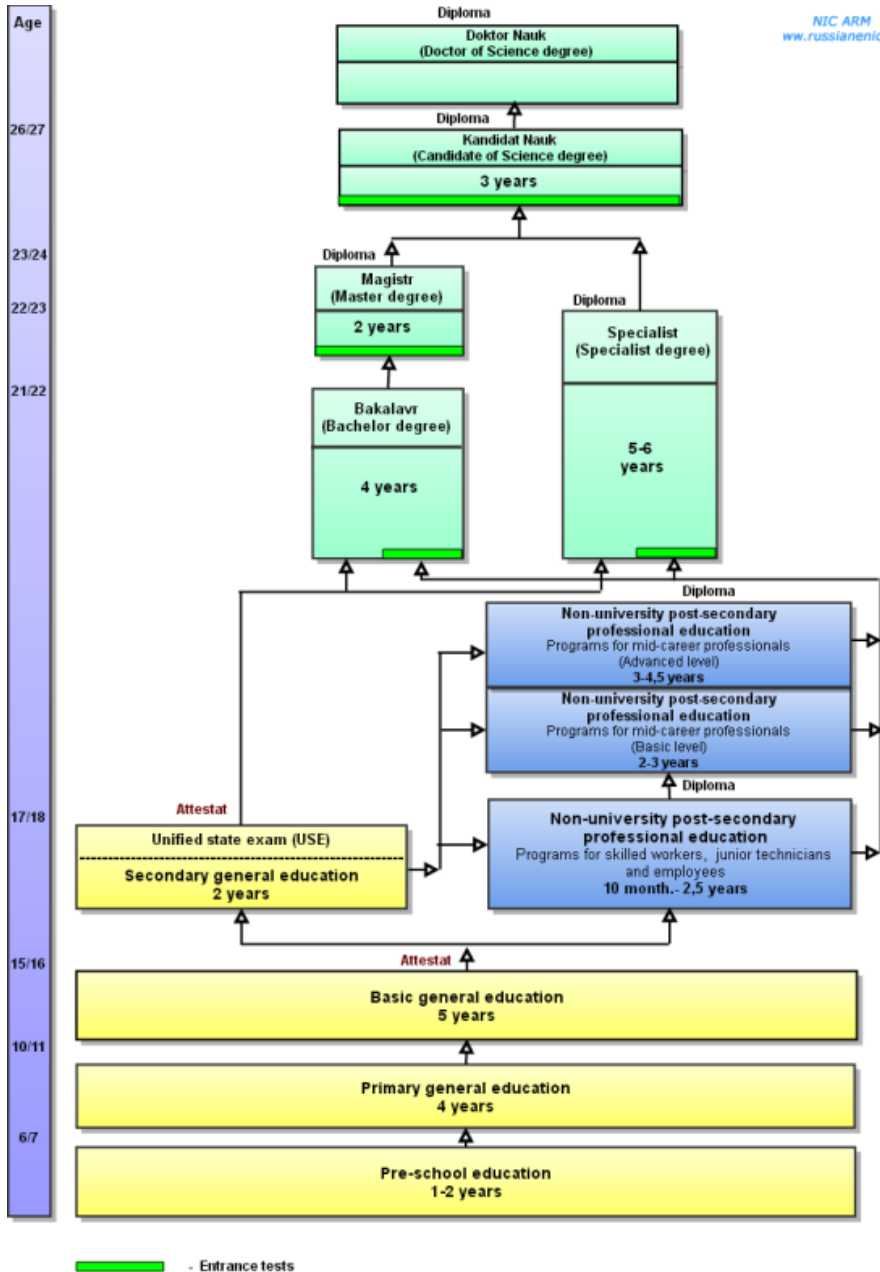 Age
Diploma
NIC ARM
ww.russianenic
Doktor Nauk
(Doctor of Science degree)
Diploma
26/27
Kandidat Nauk
(Candidate of Science degree)
3 years
23/24
Diploma
Magistr
(Master degree)
2 years
22/23
Diploma
Specialist
(Specialist degree)
5-6
years
21/22
Bakalavr
(Bachelor degree)
4 years
Diploma
Non-university post-secondary
professional education
Programs for mid-career professionals
(Advanced level)
3-4,5 years
Non-university post-secondary
professional education
Programs for mid-career professionals
(Basic level)
2-3 years
Diploma
17/18
Attestat
Unified state exam (USE)
Secondary general education
2 years
Non-university post-secondary
professional education
Programs for skilled workers, junior technicians
and employees
10 month.- 2,5 years
15/16
Attestat
Basic general education
5 years
10/11
Primary general education
4 years
6/7
Pre-school education
1-2 years
- Entrance tests